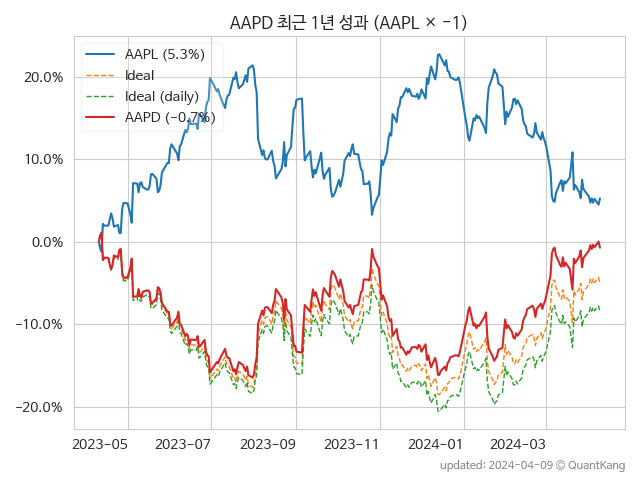 AAPD 최근 1년 성과 (AAPL × −1)
AAPL (5.3%)
Ideal
Ideal (daily)
AAPD (−0.7%)
20.0%
10.0%
0.0%
−10.0%
−20.0%
2023-05 2023-07 2023-09 2023-11 2024-01 2024-03
updated: 2024-04-09 © QuantKang